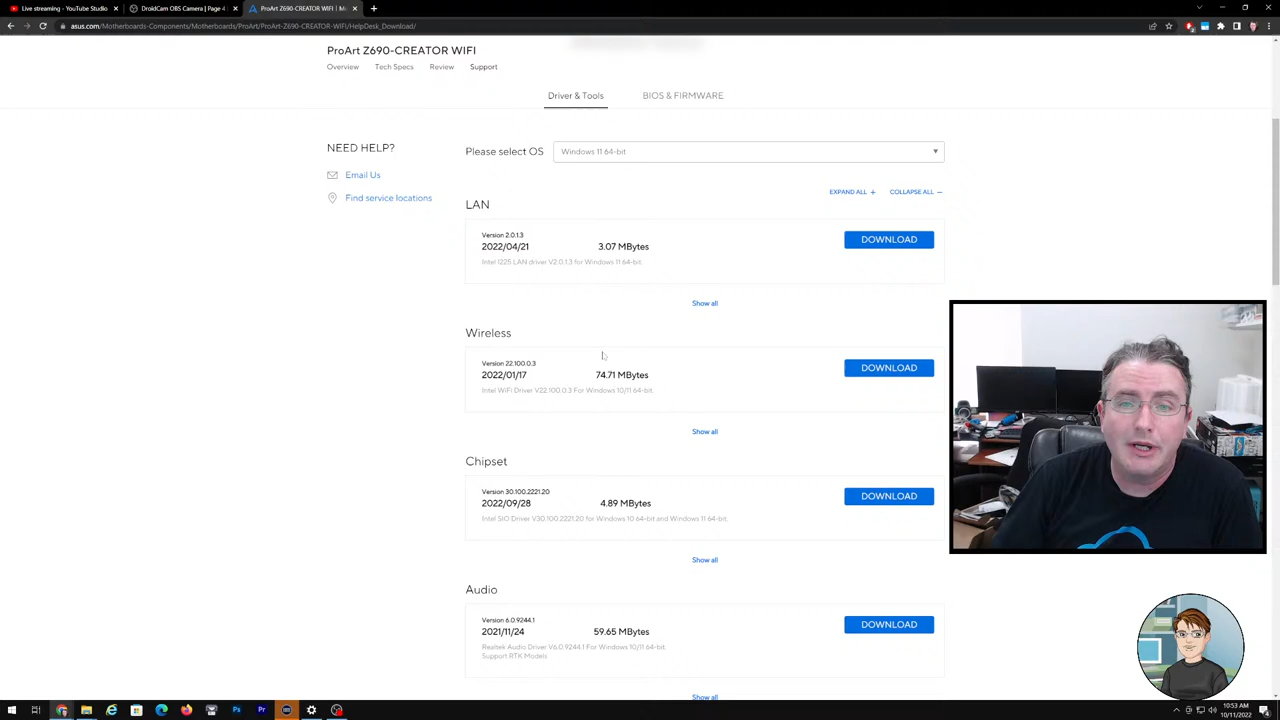 Live streaming - YouTube Studio
DroidCam OBS Camera | Page 4
ProArt Z690-CREATOR WIFI | M
asus.com/Motherboards-Components/Motherboards/ProArt/ProArt-Z690-CREATOR-WIFI/HelpDesk_Download/
ProArt Z690-CREATOR WIFI
Overview Tech Specs Review Support
Driver & Tools BIOS & FIRMWARE
NEED HELP?
Email Us
Find service locations
Please select OS Windows 11 64-bit
EXPAND ALL + COLLAPSE ALL −
LAN
Version 2.0.1.3
2022/04/21 3.07 MBytes DOWNLOAD
Intel I225 LAN driver V2.0.1.3 for Windows 11 64-bit.
Show all
Wireless
Version 22.100.0.3
2022/01/17 74.71 MBytes DOWNLOAD
Intel WiFi Driver V22.100.0.3 For Windows 10/11 64-bit.
Show all
Chipset
Version 30.100.2221.20
2022/09/28 4.89 MBytes DOWNLOAD
Intel SIO Driver V30.100.2221.20 for Windows 10 64-bit and Windows 11 64-bit.
Show all
Audio
Version 6.0.9244.1
2021/11/24 59.65 MBytes DOWNLOAD
Realtek Audio Driver V6.0.9244.1 For Windows 10/11 64-bit.
Support RTK Models
Show all
10:53 AM
10/11/2022